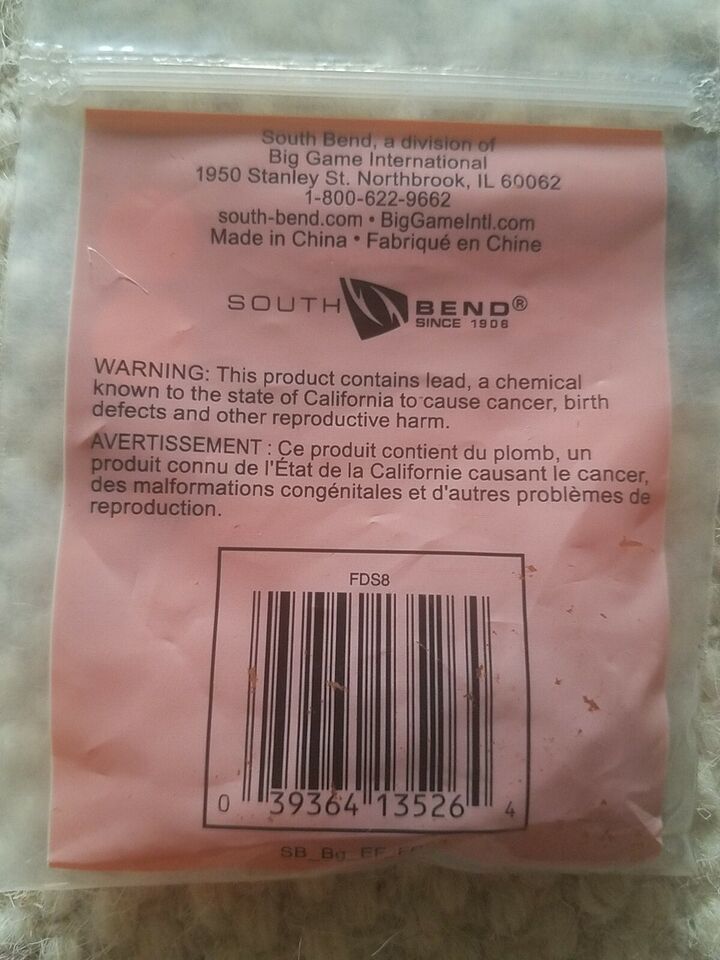 South Bend, a division of
Big Game International
1950 Stanley St. Northbrook, IL 60062
1-800-622-9662
south-bend.com • BigGameIntl.com
Made in China • Fabriqué en Chine
SOUTH BEND®
SINCE 1906
WARNING: This product contains lead, a chemical
known to the state of California to cause cancer, birth
defects and other reproductive harm.
AVERTISSEMENT : Ce produit contient du plomb, un
produit connu de l'État de la Californie causant le cancer,
des malformations congénitales et d'autres problèmes de
reproduction.
FDS8
0 39364 13526 4
SB_Bg_EF